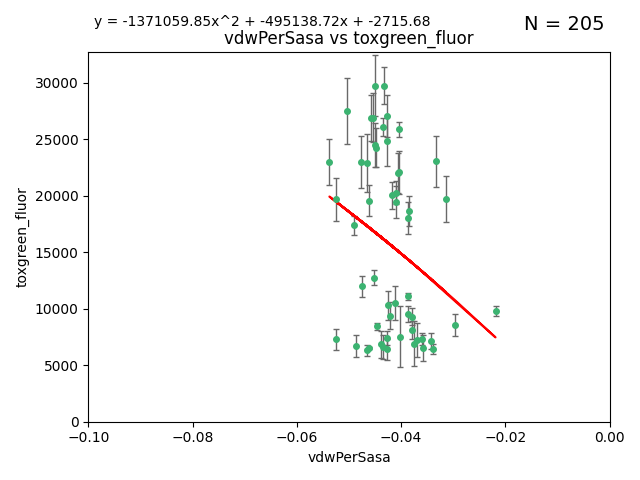 y = -1371059.85x^2 + -495138.72x + -2715.68
N = 205
vdwPerSasa vs toxgreen_fluor
30000
25000
20000
15000
10000
5000
0
toxgreen_fluor
−0.10 −0.08 −0.06 −0.04 −0.02 0.00
vdwPerSasa